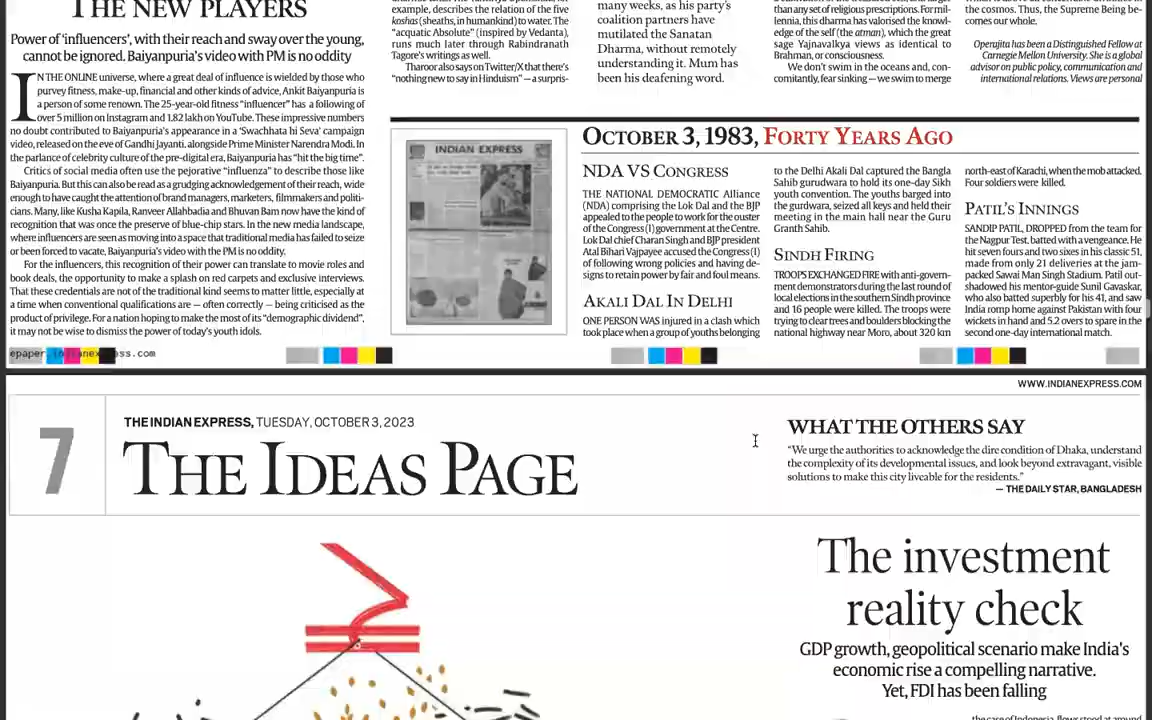 THE NEW PLAYERS
Power of 'influencers', with their reach and sway over the young,
cannot be ignored. Baiyanpuria's video with PM is no oddity
IN THE ONLINE universe, where a great deal of influence is wielded by those who
purvey fitness, make-up, financial and other kinds of advice, Ankit Baiyanpuria is
a person of some renown. The 25-year-old fitness "influencer" has a following of
over 5 million on Instagram and 1.82 lakh on YouTube. These impressive numbers
no doubt contributed to Baiyanpuria's appearance in a 'Swachhata hi Seva' campaign
video, released on the eve of Gandhi Jayanti, alongside Prime Minister Narendra Modi. In
the parlance of celebrity culture of the pre-digital era, Baiyanpuria has "hit the big time".
Critics of social media often use the pejorative "influenza" to describe those like
Baiyanpuria. But this can also be read as a grudging acknowledgement of their reach, wide
enough to have caught the attention of brand managers, marketers, filmmakers and politi-
cians. Many, like Kusha Kapila, Ranveer Allahbadia and Bhuvan Bam now have the kind of
recognition that was once the preserve of blue-chip stars. In the new media landscape,
where influencers are seen as moving into a space that traditional media has failed to seize
or been forced to vacate, Baiyanpuria's video with the PM is no oddity.
For the influencers, this recognition of their power can translate to movie roles and
book deals, the opportunity to make a splash on red carpets and exclusive interviews.
That these credentials are not of the traditional kind seems to matter little, especially at
a time when conventional qualifications are — often correctly — being criticised as the
product of privilege. For a nation hoping to make the most of its "demographic dividend",
it may not be wise to dismiss the power of today's youth idols.
example, describes the relation of the five
koshas (sheaths, in humankind) to water. The
"acquatic Absolute" (inspired by Vedanta),
runs much later through Rabindranath
Tagore's writings as well.
Tharoor also says on Twitter/X that there's
"nothing new to say in Hinduism" — a surpris-
many weeks, as his party's
coalition partners have
mutilated the Sanatan
Dharma, without remotely
understanding it. Mum has
been his deafening word.
than any set of religious prescriptions. For mil-
lennia, this dharma has valorised the knowl-
edge of the self (the atman), which the great
sage Yajnavalkya views as identical to
Brahman, or consciousness.
We don't swim in the oceans and, con-
comitantly, fear sinking — we swim to merge
the cosmos. Thus, the Supreme Being be-
comes our whole.
Operajita has been a Distinguished Fellow at
Carnegie Mellon University. She is a global
advisor on public policy, communication and
international relations. Views are personal
OCTOBER 3, 1983, FORTY YEARS AGO
INDIAN EXPRESS
NDA VS CONGRESS
THE NATIONAL DEMOCRATIC Alliance
(NDA) comprising the Lok Dal and the BJP
appealed to the people to work for the ouster
of the Congress (I) government at the Centre.
Lok Dal chief Charan Singh and BJP president
Atal Bihari Vajpayee accused the Congress (I)
of following wrong policies and having de-
signs to retain power by fair and foul means.
AKALI DAL IN DELHI
ONE PERSON WAS injured in a clash which
took place when a group of youths belonging
to the Delhi Akali Dal captured the Bangla
Sahib gurudwara to hold its one-day Sikh
youth convention. The youths barged into
the gurdwara, seized all keys and held their
meeting in the main hall near the Guru
Granth Sahib.
SINDH FIRING
TROOPS EXCHANGED FIRE with anti-govern-
ment demonstrators during the last round of
local elections in the southern Sindh province
and 16 people were killed. The troops were
trying to clear trees and boulders blocking the
national highway near Moro, about 320 km
north-east of Karachi, when the mob attacked.
Four soldiers were killed.
PATIL'S INNINGS
SANDIP PATIL, DROPPED from the team for
the Nagpur Test, batted with a vengeance. He
hit seven fours and two sixes in his classic 51,
made from only 21 deliveries at the jam-
packed Sawai Man Singh Stadium. Patil out-
shadowed his mentor-guide Sunil Gavaskar,
who also batted superbly for his 41, and saw
India romp home against Pakistan with four
wickets in hand and 5.2 overs to spare in the
second one-day international match.
epaper.indianexpress.com
WWW.INDIANEXPRESS.COM
7
THE INDIAN EXPRESS, TUESDAY, OCTOBER 3, 2023
THE IDEAS PAGE
WHAT THE OTHERS SAY
"We urge the authorities to acknowledge the dire condition of Dhaka, understand
the complexity of its developmental issues, and look beyond extravagant, visible
solutions to make this city liveable for the residents."
— THE DAILY STAR, BANGLADESH
The investment
reality check
GDP growth, geopolitical scenario make India's
economic rise a compelling narrative.
Yet, FDI has been falling
the case of Indonesia, flows stood at around